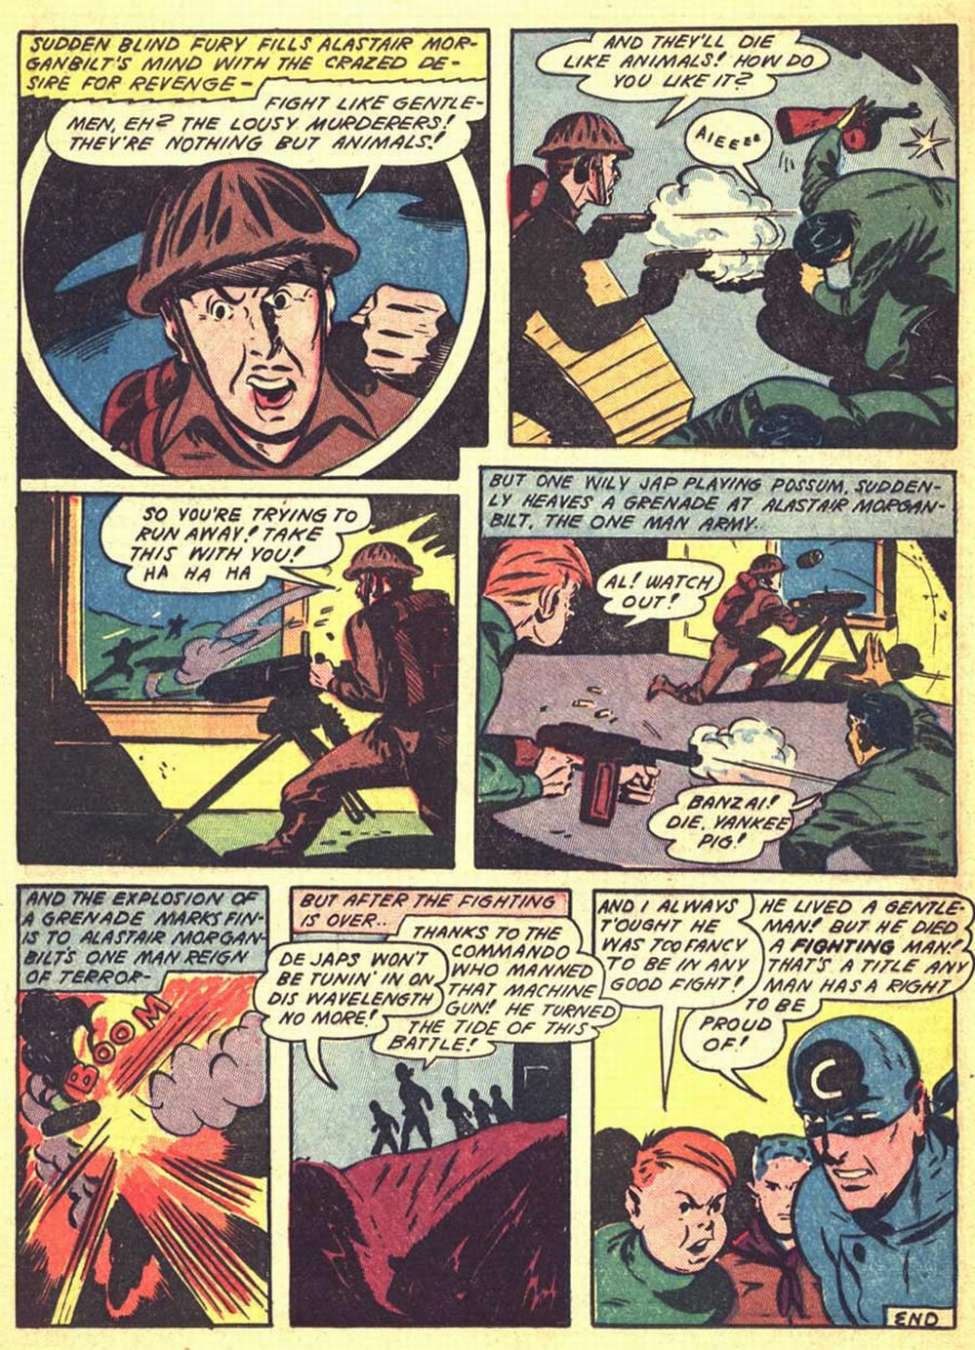 SUDDEN BLIND FURY FILLS ALASTAIR MOR-
GANBILT'S MIND WITH THE CRAZED DE-
SIRE FOR REVENGE-
FIGHT LIKE GENTLE-
MEN, EH? THE LOUSY MURDERERS!
THEY'RE NOTHING BUT ANIMALS!
AND THEY'LL DIE
LIKE ANIMALS! HOW DO
YOU LIKE IT?
AIEEEE
SO YOU'RE TRYING TO
RUN AWAY! TAKE
THIS WITH YOU!
HA HA HA
BUT ONE WILY JAP PLAYING POSSUM, SUDDEN-
LY HEAVES A GRENADE AT ALASTAIR MORGAN-
BILT, THE ONE MAN ARMY..
AL! WATCH
OUT!
BANZAI!
DIE, YANKEE
PIG!
AND THE EXPLOSION OF
A GRENADE MARKS FIN-
IS TO ALASTAIR MORGAN-
BILT'S ONE MAN REIGN
OF TERROR-
BOOM
BUT AFTER THE FIGHTING
IS OVER..
DE JAPS WON'T
BE TUNIN' IN ON
DIS WAVELENGTH
NO MORE!
THANKS TO THE
COMMANDO
WHO MANNED
THAT MACHINE
GUN! HE TURNED
THE TIDE OF THIS
BATTLE!
AND I ALWAYS
T'OUGHT HE
WAS TOO FANCY
TO BE IN ANY
GOOD FIGHT!
HE LIVED A GENTLE-
MAN! BUT HE DIED
A FIGHTING MAN!
THAT'S A TITLE ANY
MAN HAS A RIGHT
TO BE
PROUD
OF!
C
END